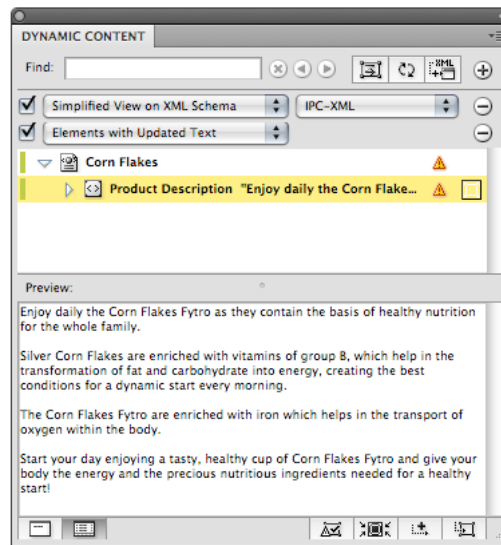 DYNAMIC CONTENT
Find:
XML
Simplified View on XML Schema IPC-XML
Elements with Updated Text
Corn Flakes
Product Description "Enjoy daily the Corn Flake...
Preview:
Enjoy daily the Corn Flakes Fytro as they contain the basis of healthy nutrition
for the whole family.
Silver Corn Flakes are enriched with vitamins of group B, which help in the
transformation of fat and carbohydrate into energy, creating the best
conditions for a dynamic start every morning.
The Corn Flakes Fytro are enriched with iron which helps in the transport of
oxygen within the body.
Start your day enjoying a tasty, healthy cup of Corn Flakes Fytro and give your
body the energy and the precious nutritious ingredients needed for a healthy
start!